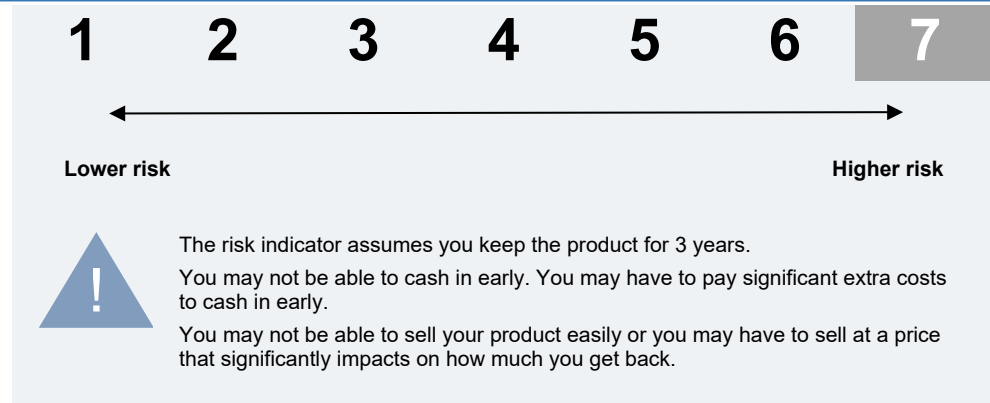 1 2 3 4 5 6 7
Lower risk Higher risk
!
The risk indicator assumes you keep the product for 3 years.
You may not be able to cash in early. You may have to pay significant extra costs
to cash in early.
You may not be able to sell your product easily or you may have to sell at a price
that significantly impacts on how much you get back.